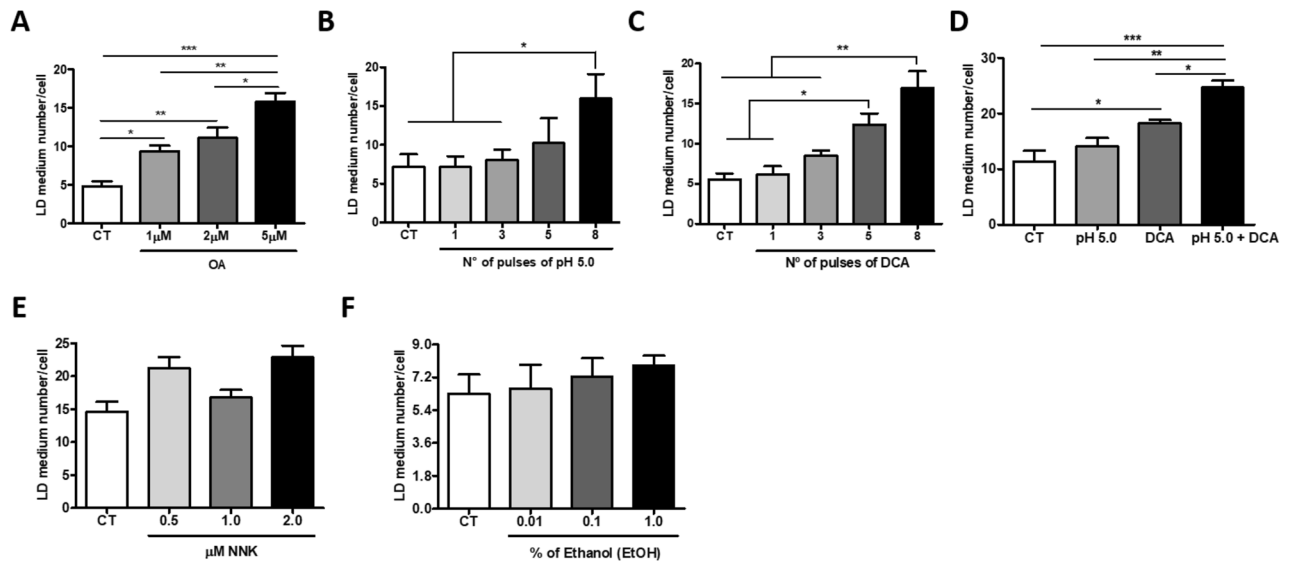 A
LD medium number/cell
20
15
10
5
0
***
**
*
**
*
CT
1μM
2μM
5μM
OA
B
LD medium number/cell
20
15
10
5
0
*
CT
1
3
5
8
N° of pulses of pH 5.0
C
LD medium number/cell
20
15
10
5
0
**
*
CT
1
3
5
8
Nº of pulses of DCA
D
LD medium number/cell
30
20
10
0
***
**
*
*
CT
pH 5.0
DCA
pH 5.0 + DCA
E
LD medium number/cell
25
20
15
10
5
0
CT
0.5
1.0
2.0
μM NNK
F
LD medium number/cell
9.0
7.2
5.4
3.6
1.8
0.0
CT
0.01
0.1
1.0
% of Ethanol (EtOH)